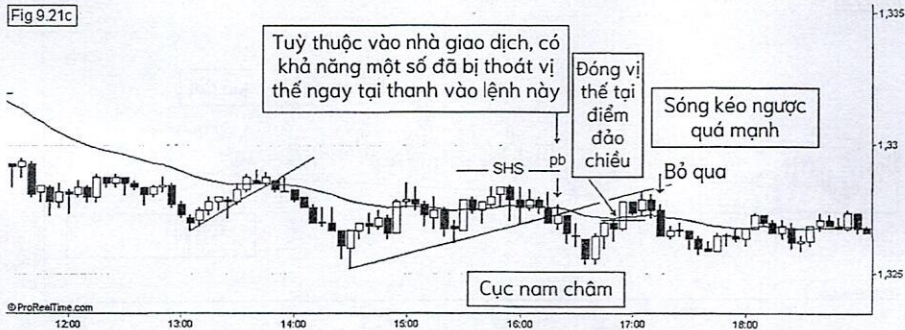 Fig 9.21c
1,335
Tuỳ thuộc vào nhà giao dịch, có
khả năng một số đã bị thoát vị
thế ngay tại thanh vào lệnh này
Đóng vị
thế tại
điểm
đảo
chiều
Sóng kéo ngược
quá mạnh
1,33
SHS
pb
Bỏ qua
Cục nam châm
1,325
©ProRealTime.com
12:00
13:00
14:00
15:00
16:00
17:00
18:00